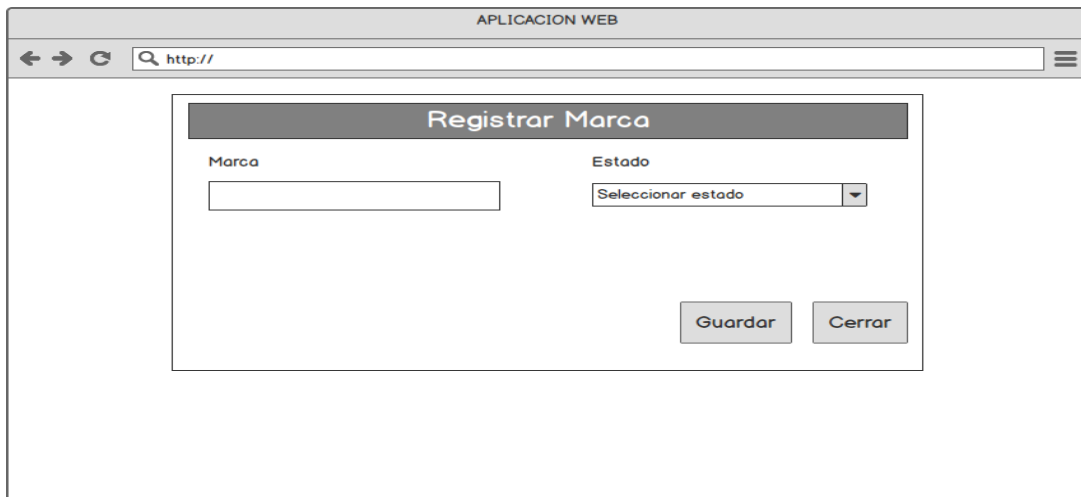 APLICACION WEB
http://
Registrar Marca
Marca
Estado
Seleccionar estado
Guardar
Cerrar